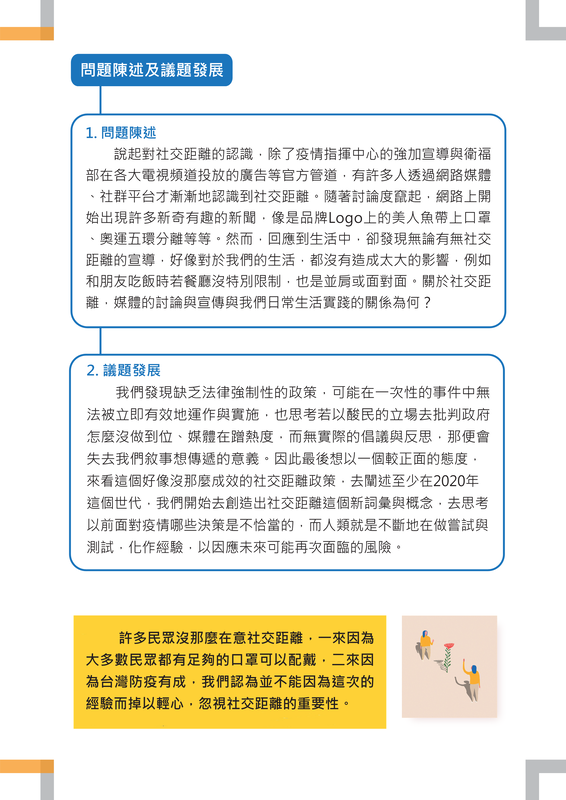 問題陳述及議題發展
1. 問題陳述
說起對社交距離的認識，除了疫情指揮中心的強加宣導與衛福
部在各大電視頻道投放的廣告等官方管道，有許多人透過網路媒體
、社群平台才漸漸地認識到社交距離。隨著討論度竄起，網路上開
始出現許多新奇有趣的新聞，像是品牌Logo上的美人魚帶上口罩
、奧運五環分離等等。然而，回應到生活中，卻發現無論有無社交
距離的宣導，好像對於我們的生活，都沒有造成太大的影響，例如
和朋友吃飯時若餐廳沒特別限制，也是並肩或面對面。關於社交距
離，媒體的討論與宣傳與我們日常生活實踐的關係為何？
2. 議題發展
我們發現缺乏法律強制性的政策，可能在一次性的事件中無
法被立即有效地運作與實施，也思考若以酸民的立場去批判政府
怎麼沒做到位、媒體在蹭熱度，而無實際的倡議與反思，那便會
失去我們敘事想傳遞的意義。因此最後想以一個較正面的態度，
來看這個好像沒那麼成效的社交距離政策，去闡述至少在2020年
這個世代，我們開始去創造出社交距離這個新詞彙與概念，去思考
以前面對疫情哪些決策是不恰當的，而人類就是不斷地在做嘗試與
測試，化作經驗，以因應未來可能再次面臨的風險。
許多民眾沒那麼在意社交距離，一來因為
大多數民眾都有足夠的口罩可以配戴，二來因
為台灣防疫有成，我們認為並不能因為這次的
經驗而掉以輕心，忽視社交距離的重要性。